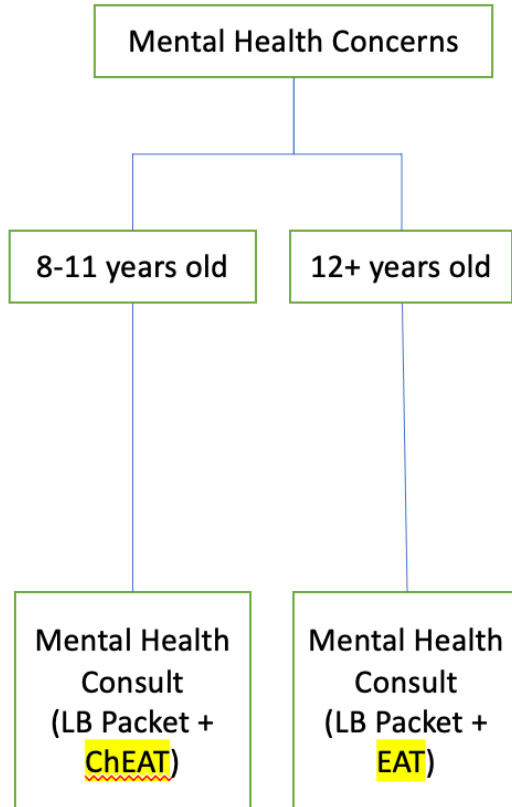 Mental Health Concerns
8-11 years old
12+ years old
Mental Health
Consult
(LB Packet +
ChEAT)
Mental Health
Consult
(LB Packet +
EAT)